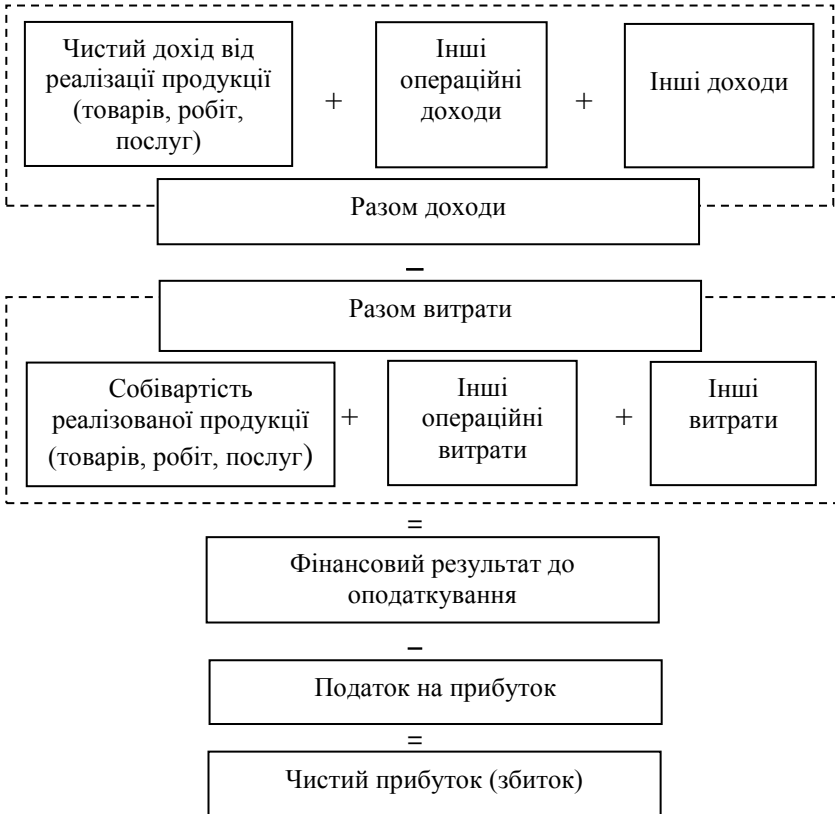 Чистий дохід від
реалізації продукції
(товарів, робіт,
послуг)
+
Інші
операційні
доходи
+
Інші доходи
Разом доходи
–
Разом витрати
Собівартість
реалізованої продукції
(товарів, робіт, послуг)
+
Інші
операційні
витрати
+
Інші
витрати
=
Фінансовий результат до
оподаткування
–
Податок на прибуток
=
Чистий прибуток (збиток)